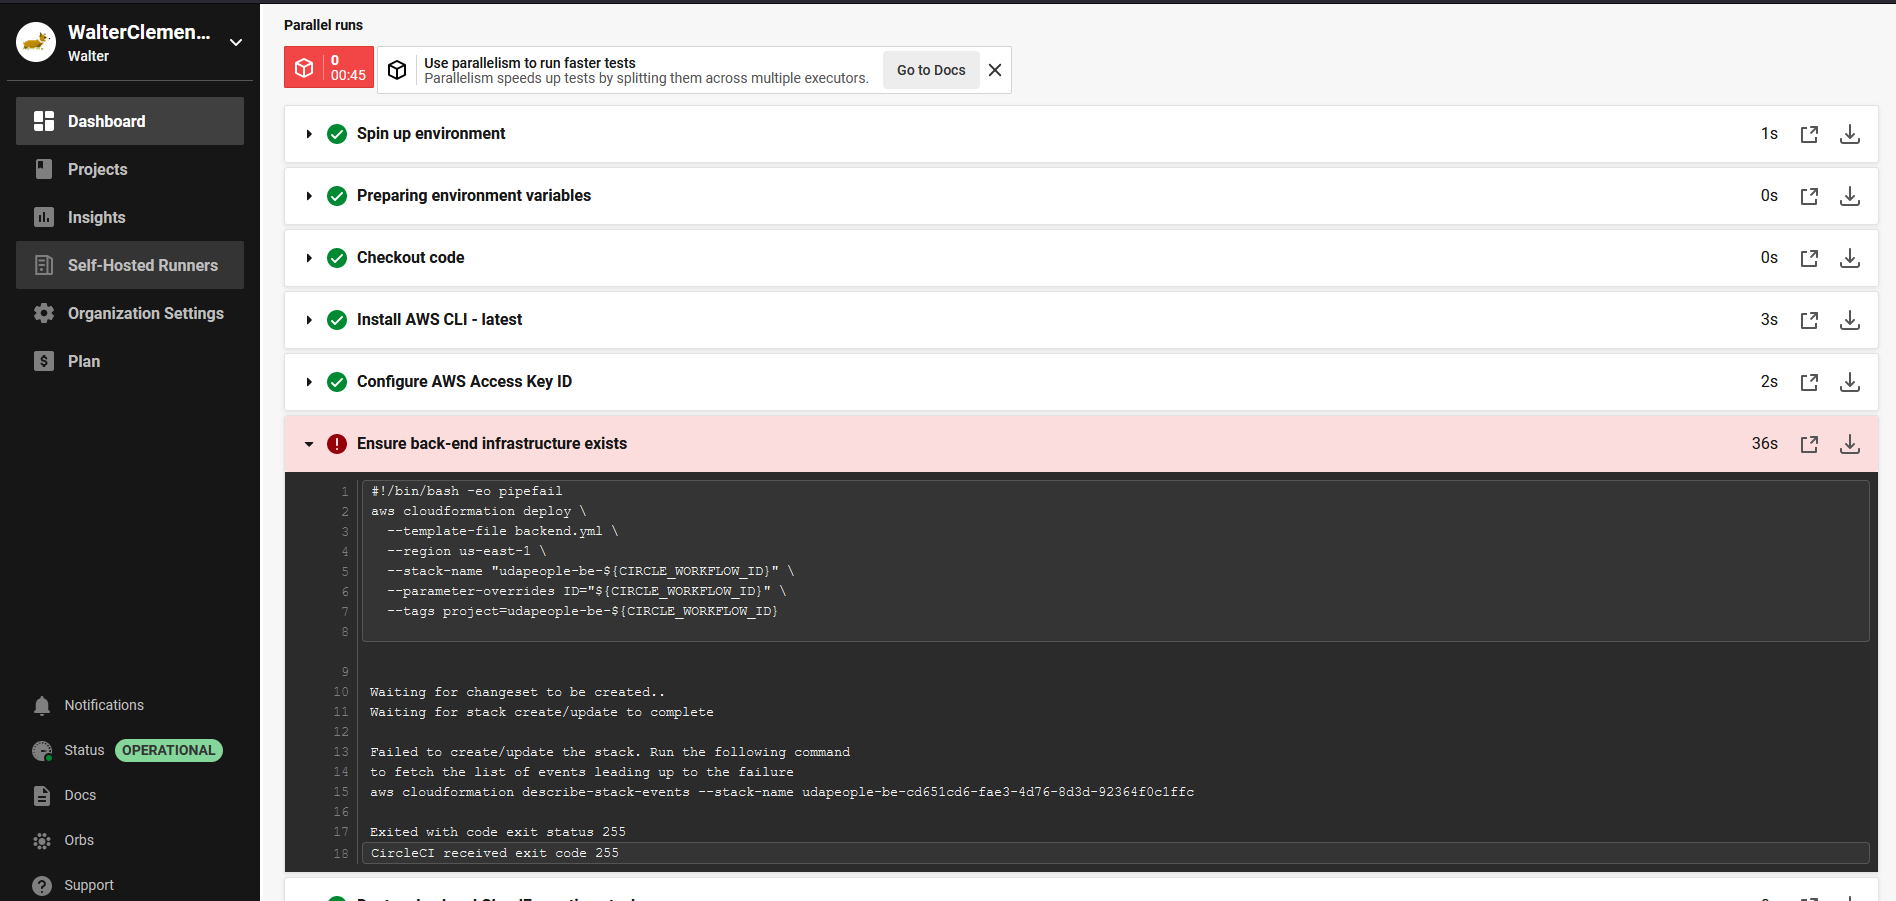 WalterClemen...
Walter
Dashboard
Projects
Insights
Self-Hosted Runners
Organization Settings
Plan
Notifications
Status OPERATIONAL
Docs
Orbs
Support
Parallel runs
0
00:45
Use parallelism to run faster tests
Parallelism speeds up tests by splitting them across multiple executors.
Go to Docs
Spin up environment 1s
Preparing environment variables 0s
Checkout code 0s
Install AWS CLI - latest 3s
Configure AWS Access Key ID 2s
Ensure back-end infrastructure exists 36s
1 #!/bin/bash -eo pipefail
2 aws cloudformation deploy \
3 --template-file backend.yml \
4 --region us-east-1 \
5 --stack-name "udapeople-be-${CIRCLE_WORKFLOW_ID}" \
6 --parameter-overrides ID="${CIRCLE_WORKFLOW_ID}" \
7 --tags project=udapeople-be-${CIRCLE_WORKFLOW_ID}
8
9
10 Waiting for changeset to be created..
11 Waiting for stack create/update to complete
12
13 Failed to create/update the stack. Run the following command
14 to fetch the list of events leading up to the failure
15 aws cloudformation describe-stack-events --stack-name udapeople-be-cd651cd6-fae3-4d76-8d3d-92364f0c1ffc
16
17 Exited with code exit status 255
18 CircleCI received exit code 255